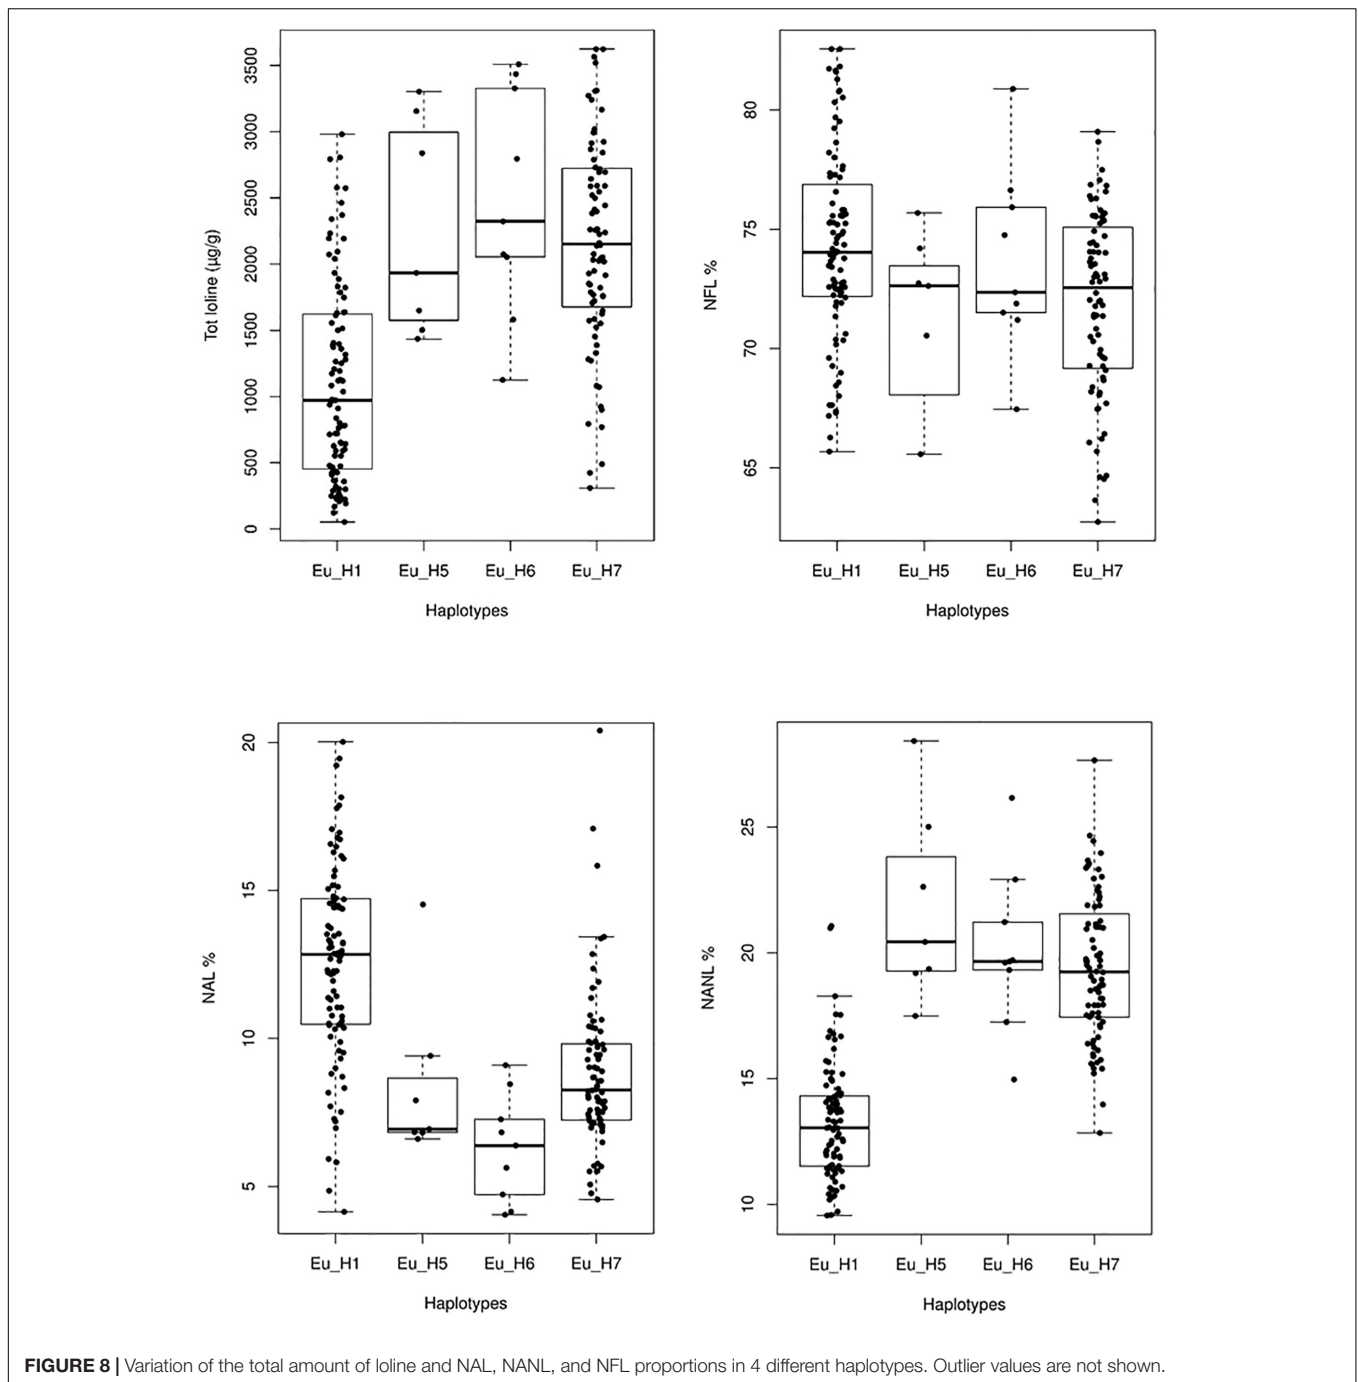 Tot loline (µg/g)
3500
3000
2500
2000
1500
1000
500
0
Eu_H1 Eu_H5 Eu_H6 Eu_H7
Haplotypes
NFL %
80
75
70
65
Eu_H1 Eu_H5 Eu_H6 Eu_H7
Haplotypes
NAL %
20
15
10
5
Eu_H1 Eu_H5 Eu_H6 Eu_H7
Haplotypes
NANL %
25
20
15
10
Eu_H1 Eu_H5 Eu_H6 Eu_H7
Haplotypes
FIGURE 8 | Variation of the total amount of loline and NAL, NANL, and NFL proportions in 4 different haplotypes. Outlier values are not shown.